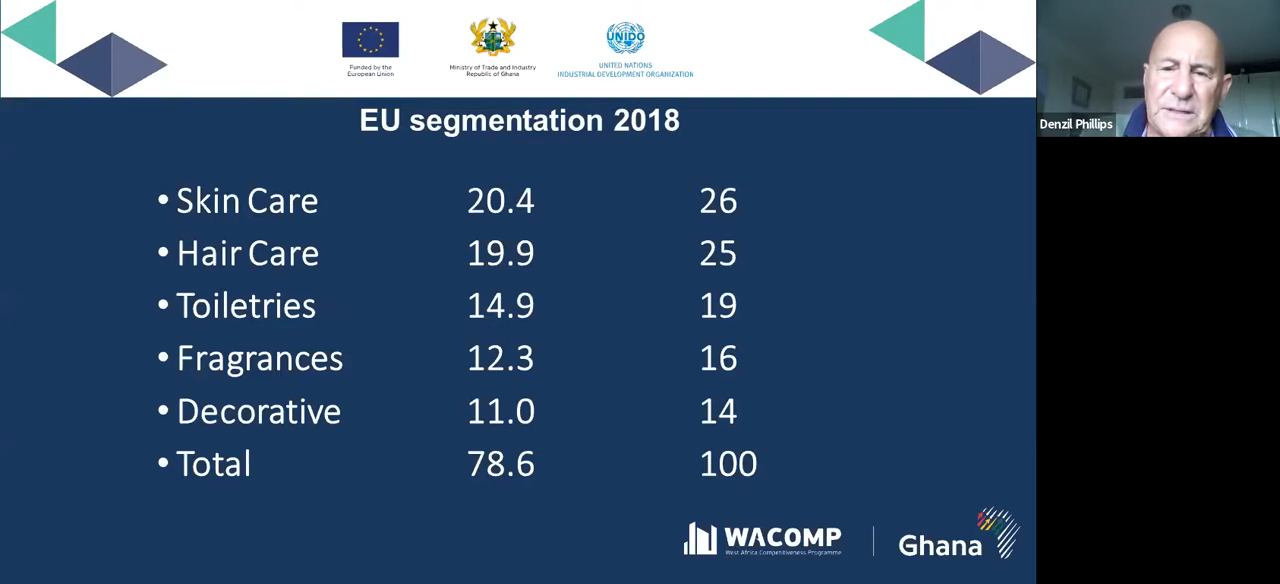 Funded by the
European Union
Ministry of Trade and Industry
Republic of Ghana
UNIDO
UNITED NATIONS
INDUSTRIAL DEVELOPMENT ORGANIZATION
Denzil Phillips
EU segmentation 2018
• Skin Care 20.4 26
• Hair Care 19.9 25
• Toiletries 14.9 19
• Fragrances 12.3 16
• Decorative 11.0 14
• Total 78.6 100
WACOMP
West Africa Competitiveness Programme
Ghana